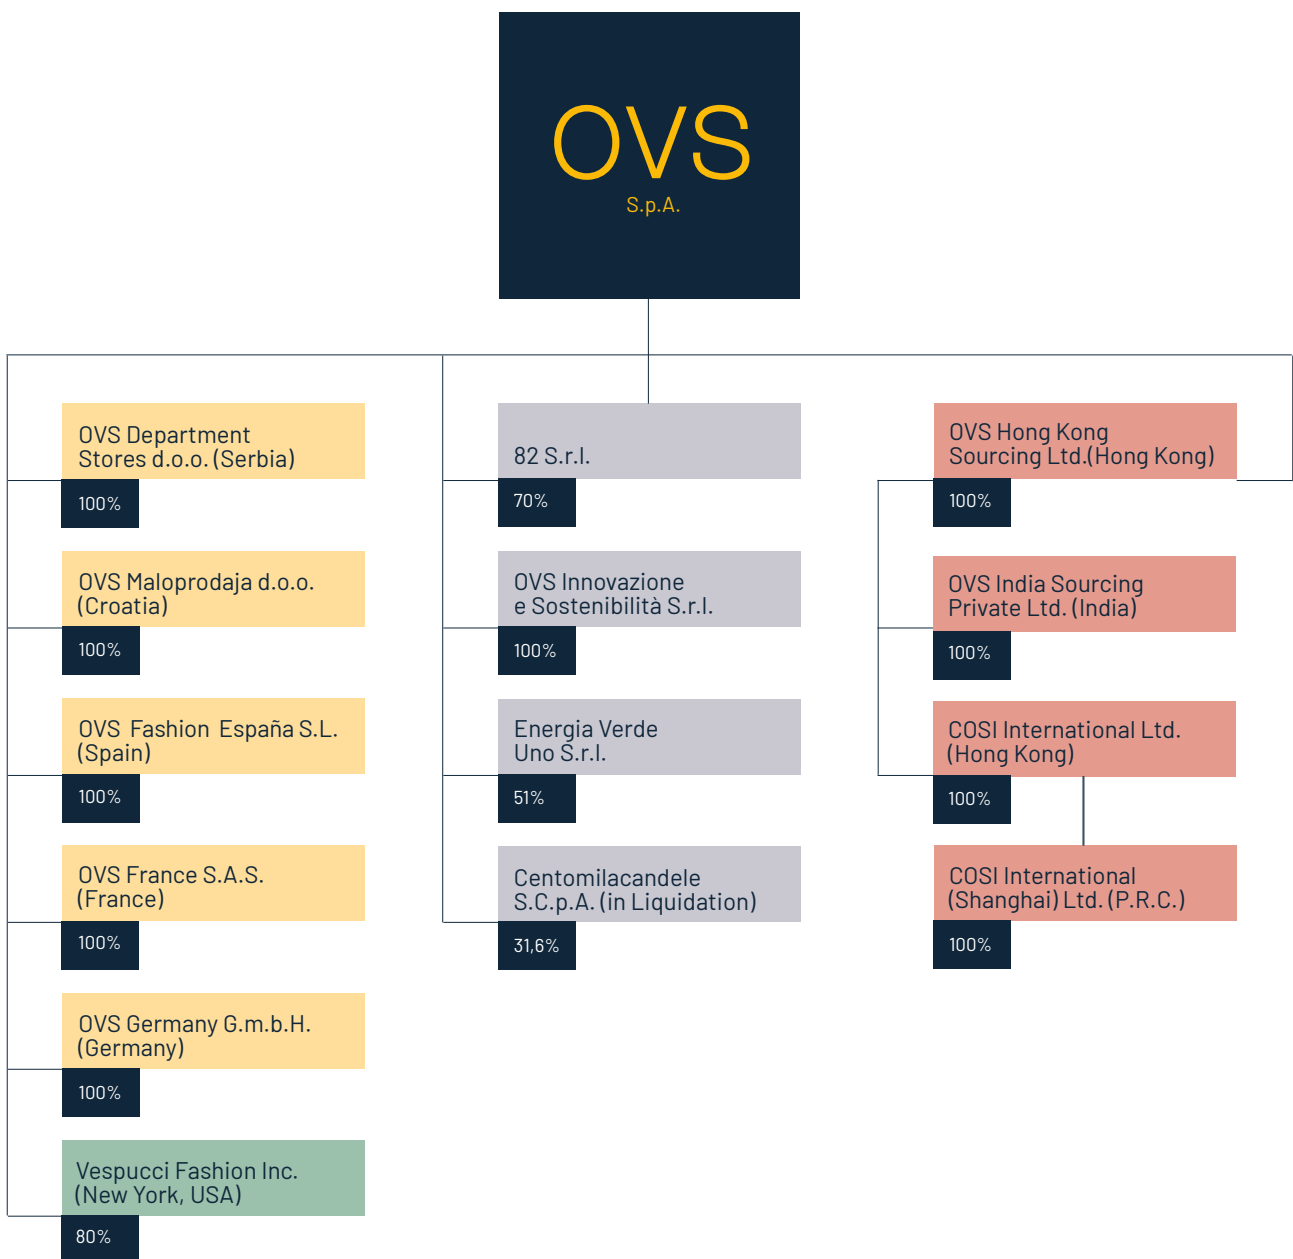 OVS
S.p.A.
OVS Department
Stores d.o.o. (Serbia)
100%
OVS Maloprodaja d.o.o.
(Croatia)
100%
OVS Fashion España S.L.
(Spain)
100%
OVS France S.A.S.
(France)
100%
OVS Germany G.m.b.H.
(Germany)
100%
Vespucci Fashion Inc.
(New York, USA)
80%
82 S.r.l.
70%
OVS Innovazione
e Sostenibilità S.r.l.
100%
Energia Verde
Uno S.r.l.
51%
Centomilacandele
S.C.p.A. (in Liquidation)
31,6%
OVS Hong Kong
Sourcing Ltd.(Hong Kong)
100%
OVS India Sourcing
Private Ltd. (India)
100%
COSI International Ltd.
(Hong Kong)
100%
COSI International
(Shanghai) Ltd. (P.R.C.)
100%